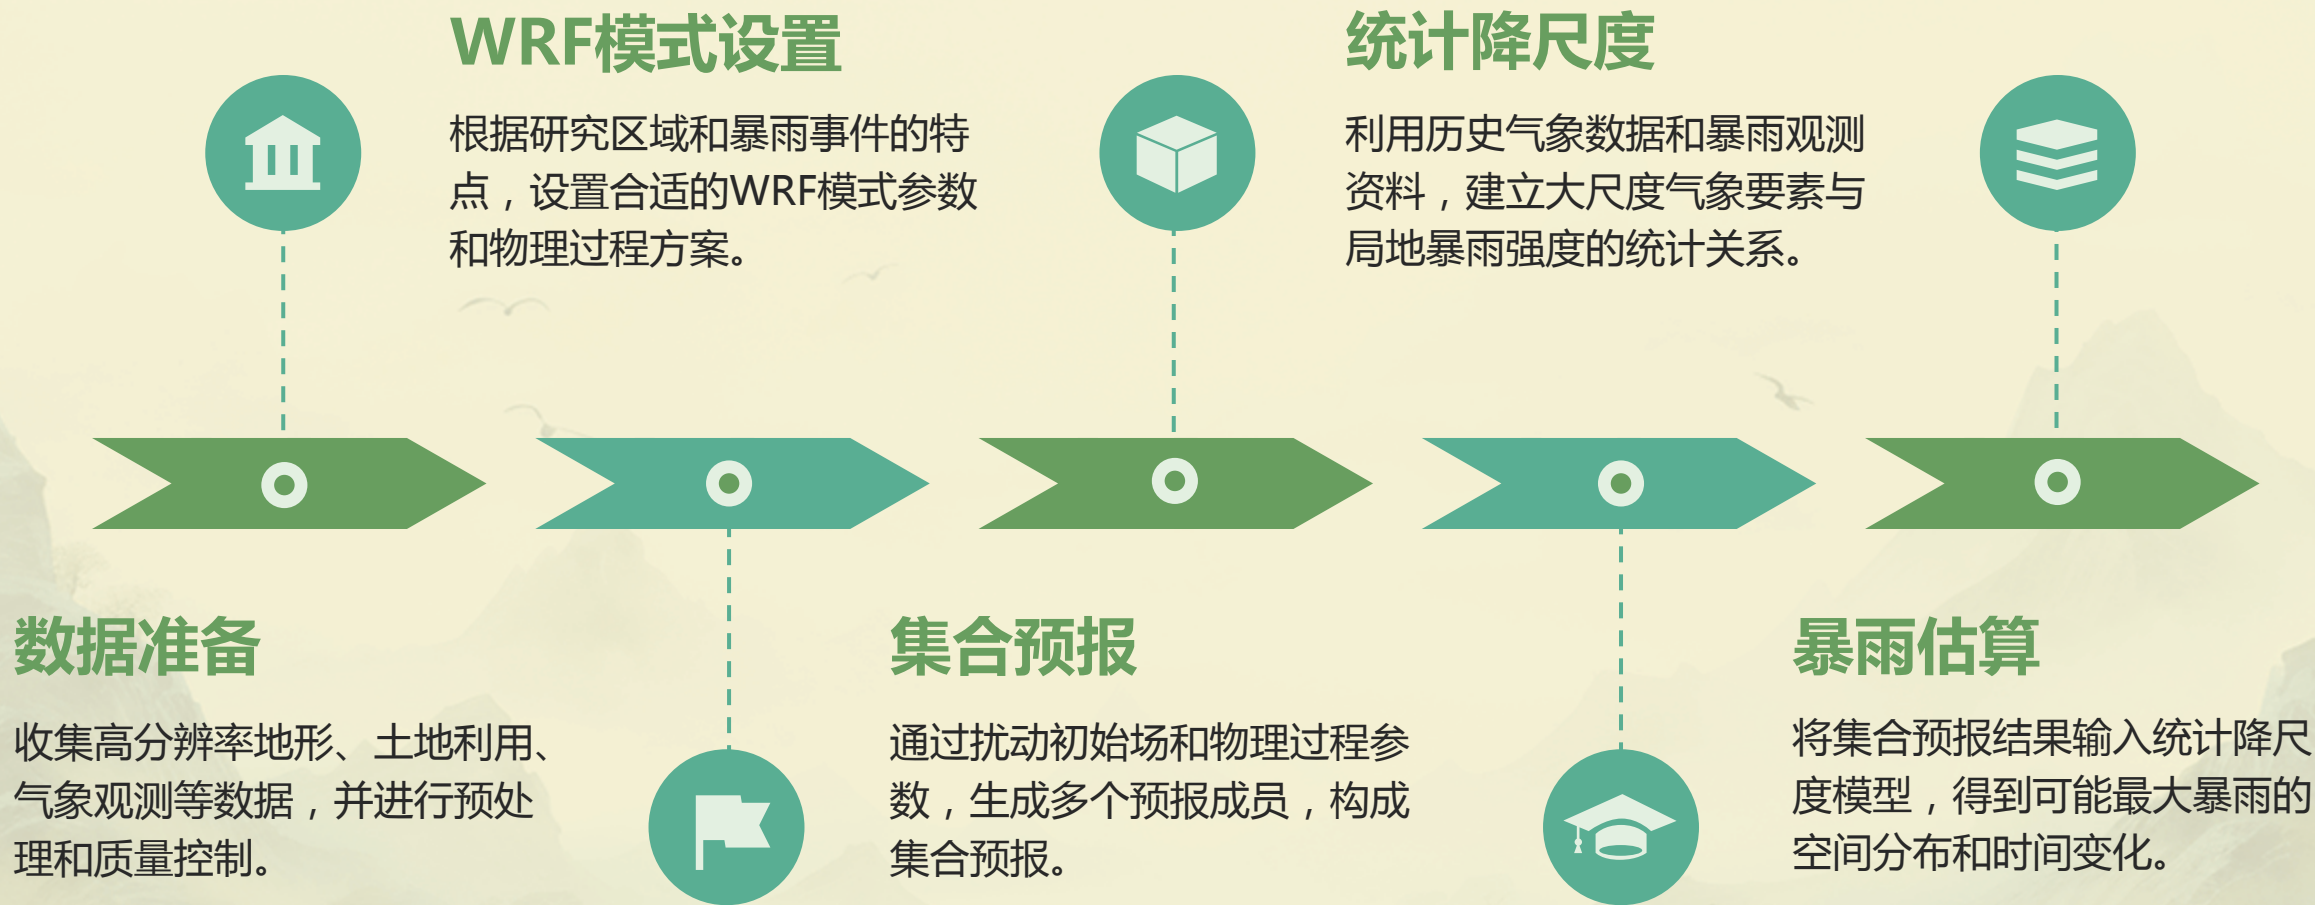 WRF模式设置
根据研究区域和暴雨事件的特
点，设置合适的WRF模式参数
和物理过程方案。
统计降尺度
利用历史气象数据和暴雨观测
资料，建立大尺度气象要素与
局地暴雨强度的统计关系。
数据准备
收集高分辨率地形、土地利用、
气象观测等数据，并进行预处
理和质量控制。
集合预报
通过扰动初始场和物理过程参
数，生成多个预报成员，构成
集合预报。
暴雨估算
将集合预报结果输入统计降尺
度模型，得到可能最大暴雨的
空间分布和时间变化。